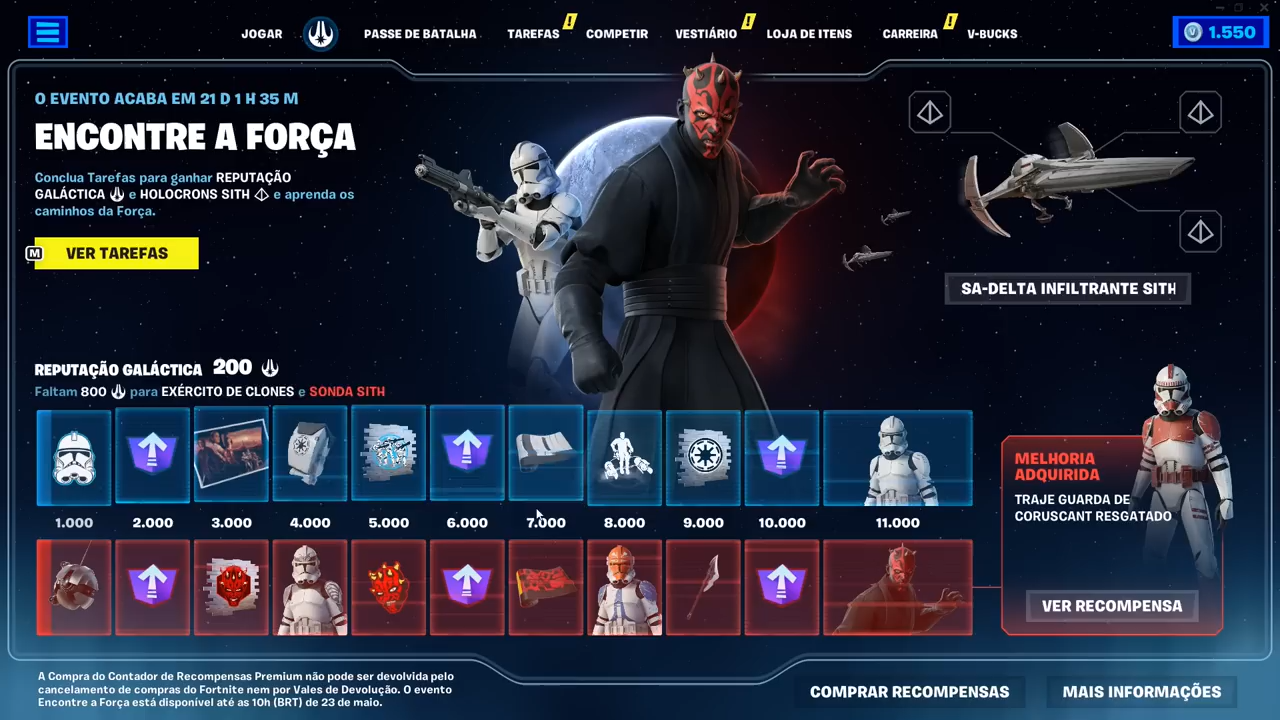 JOGAR
PASSE DE BATALHA
TAREFAS
COMPETIR
VESTIÁRIO
LOJA DE ITENS
CARREIRA
V-BUCKS
1.550
O EVENTO ACABA EM 21 D 1 H 35 M
ENCONTRE A FORÇA
Conclua Tarefas para ganhar REPUTAÇÃO
GALÁCTICA e HOLOCRONS SITH e aprenda os
caminhos da Força.
M VER TAREFAS
SA-DELTA INFILTRANTE SITH
REPUTAÇÃO GALÁCTICA 200
Faltam 800 para EXÉRCITO DE CLONES e SONDA SITH
1.000 2.000 3.000 4.000 5.000 6.000 7.000 8.000 9.000 10.000 11.000
MELHORIA
ADQUIRIDA
TRAJE GUARDA DE
CORUSCANT RESGATADO
VER RECOMPENSA
A Compra do Contador de Recompensas Premium não pode ser devolvida pelo
cancelamento de compras do Fortnite nem por Vales de Devolução. O evento
Encontre a Força está disponível até as 10h (BRT) de 23 de maio.
COMPRAR RECOMPENSAS
MAIS INFORMAÇÕES